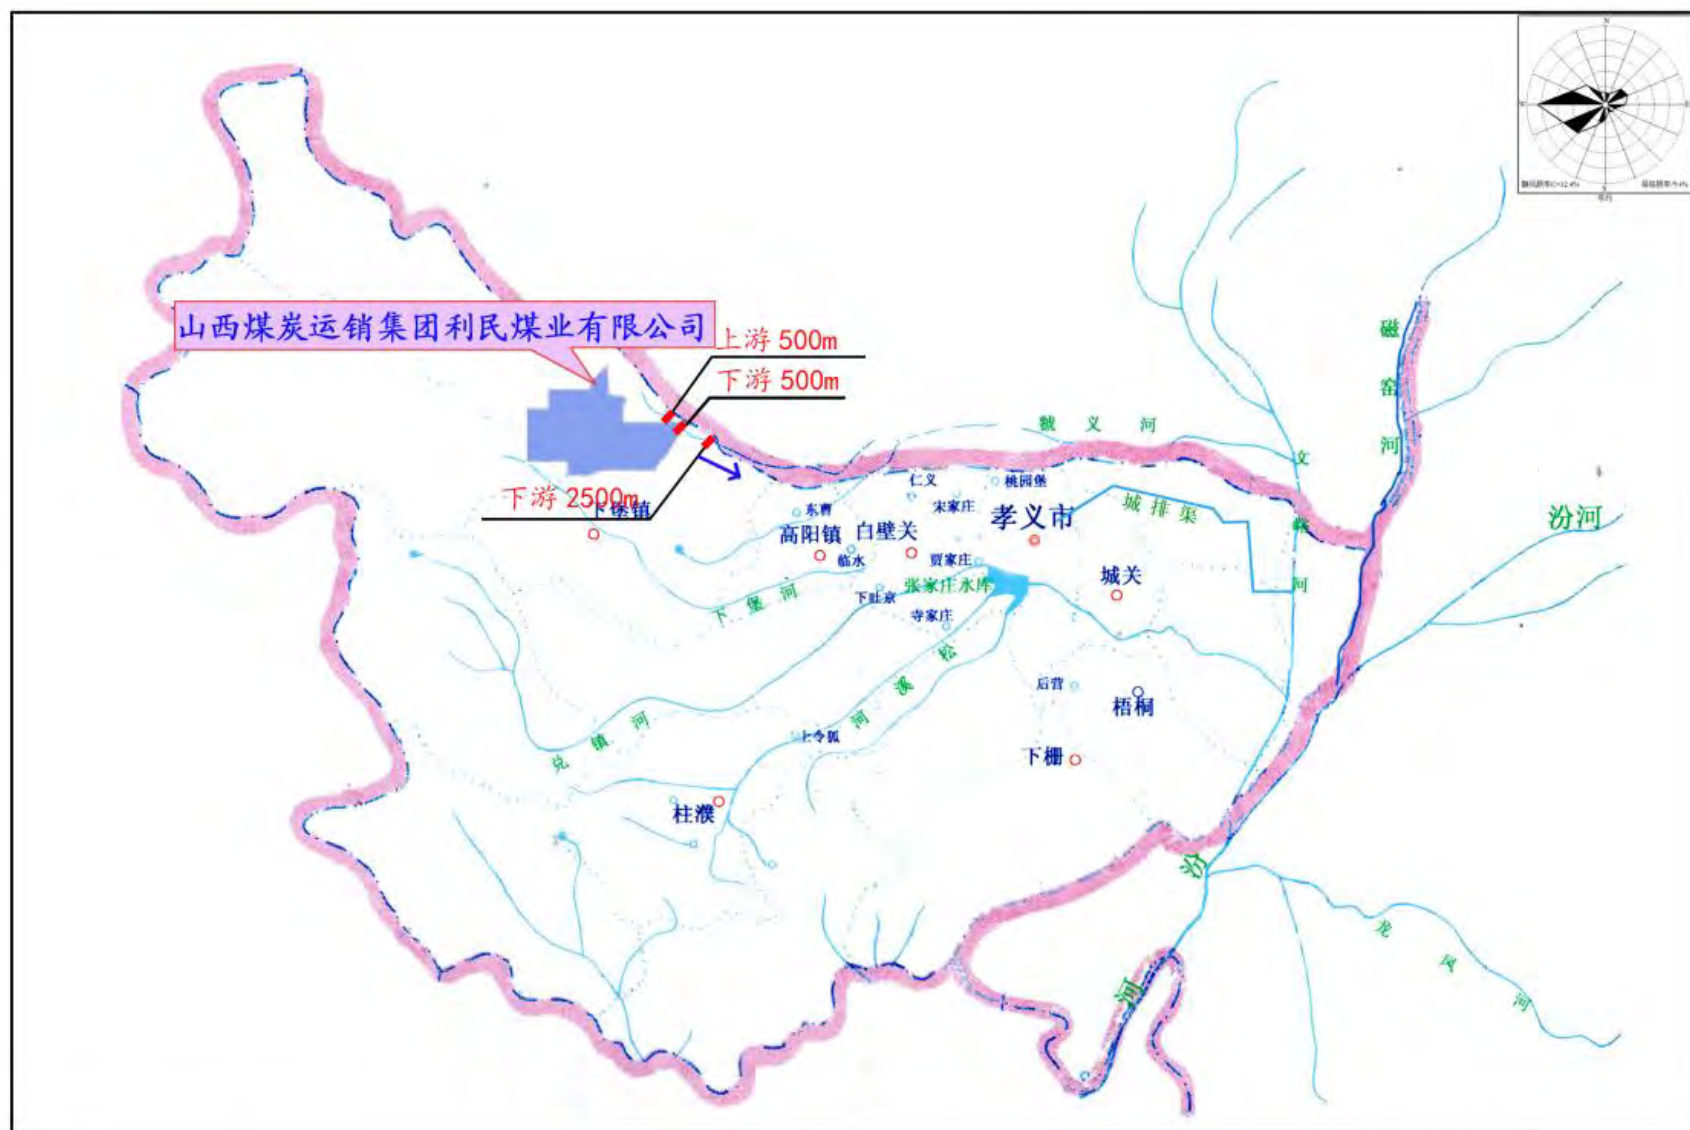 N
W
E
S
山西煤炭运销集团利民煤业有限公司
上游 500m
下游 500m
下游 2500m
下堡镇
虢义河
磁窑河
文峪河
汾河
仁义
桃园堡
宋家庄
东曹
孝义市
城排渠
高阳镇
白壁关
临水
贾家庄
城关
张家庄水库
下吐京
寺家庄
下堡河
松溪河
后营
梧桐
兑镇河
上令狐
下栅
柱濮
汾河
龙凤河